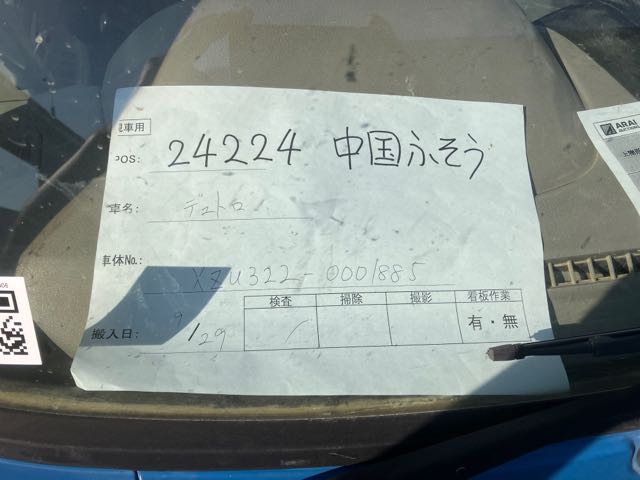 見車用
POS: 24224 中国ふそう
車名: デュトロ
車体No.: XZU322-0001885
検査 掃除 撮影 看板作業
搬入日: 9/29 有・無
ARAI